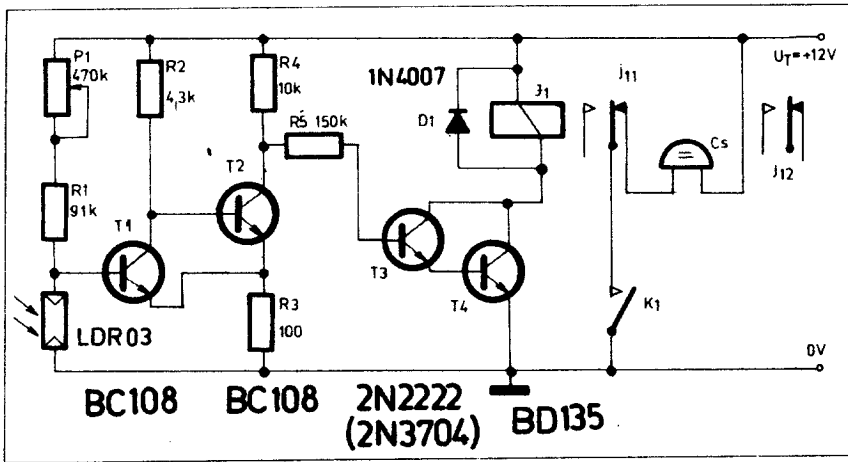 P1
470k
R2
4,3k
R4
10k
1N4007
J1
j11
UT=+12V
D1
R5 150k
Cs
j12
T2
R1
91k
T1
T3
T4
K1
LDR03
R3
100
0V
BC108
BC108
2N2222
(2N3704)
BD135